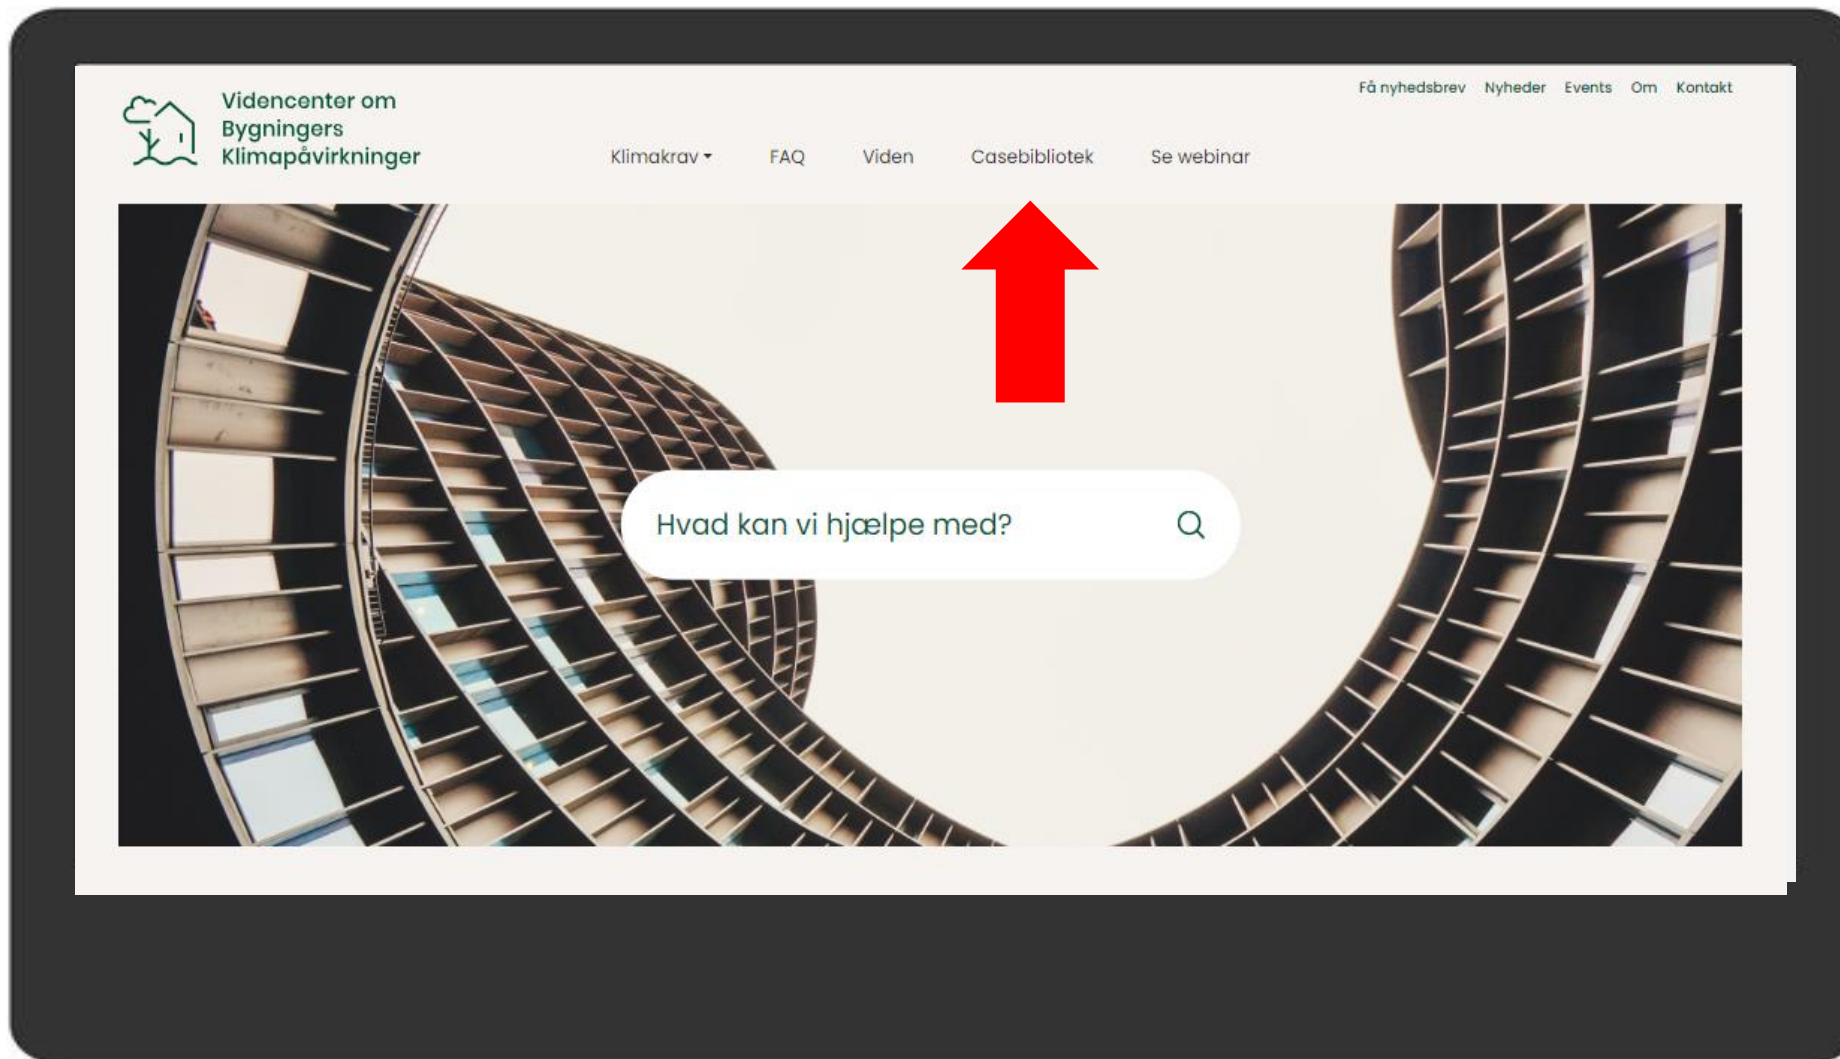 Få nyhedsbrev Nyheder Events Om Kontakt
Videncenter om
Bygningers
Klimapåvirkninger
Klimakrav FAQ Viden Casebibliotek Se webinar
Hvad kan vi hjælpe med?